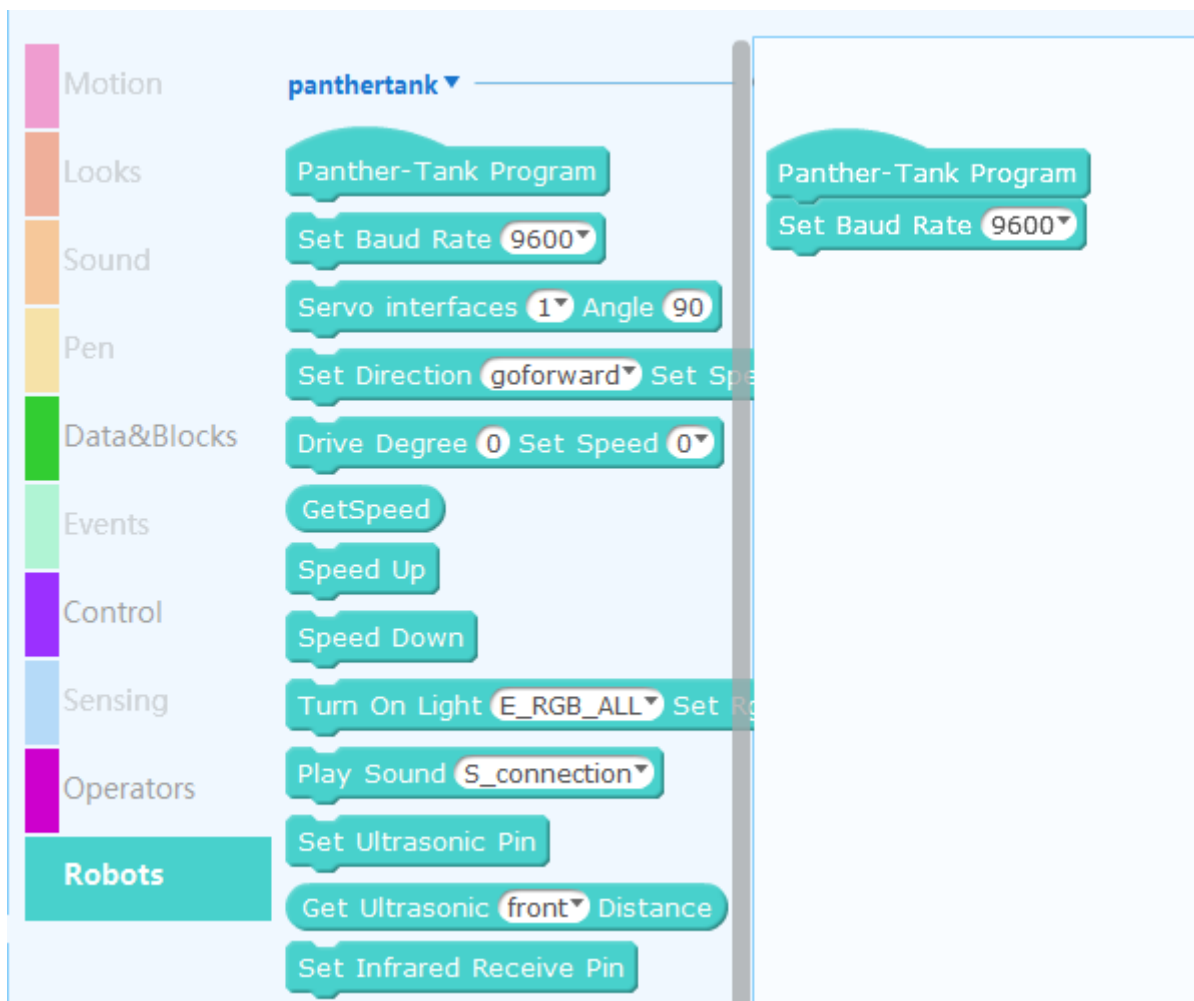 Motion
Looks
Sound
Pen
Data&Blocks
Events
Control
Sensing
Operators
Robots
panthertank
Panther-Tank Program
Set Baud Rate 9600
Servo interfaces 1 Angle 90
Set Direction goforward Set Spe
Drive Degree 0 Set Speed 0
GetSpeed
Speed Up
Speed Down
Turn On Light E_RGB_ALL Set Rg
Play Sound S_connection
Set Ultrasonic Pin
Get Ultrasonic front Distance
Set Infrared Receive Pin
Panther-Tank Program
Set Baud Rate 9600